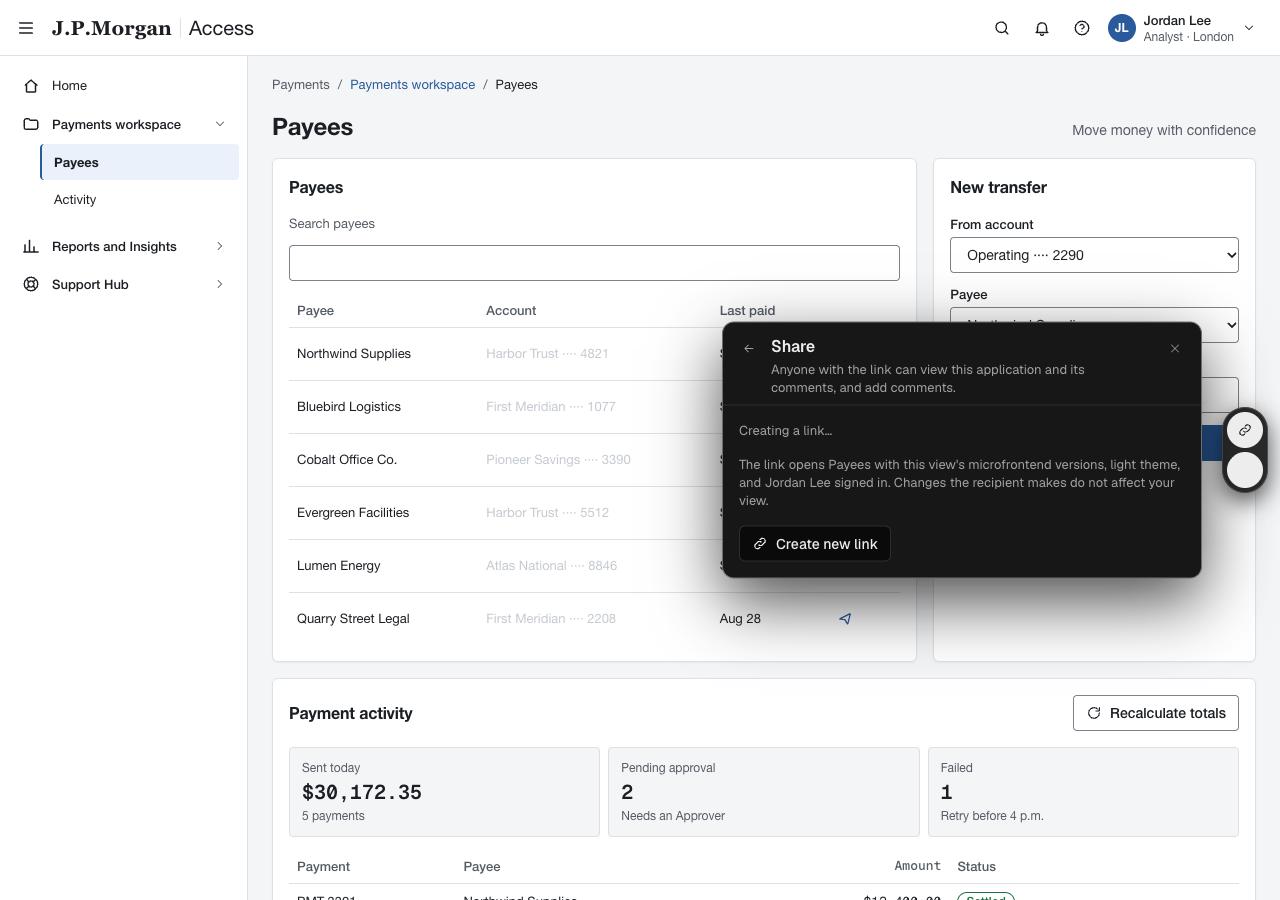 J.P.Morgan Access
JL
Jordan Lee
Analyst · London
Home
Payments workspace
Payees
Activity
Reports and Insights
Support Hub
Payments / Payments workspace / Payees
Payees
Move money with confidence
Payees
Search payees
Payee Account Last paid
Northwind Supplies Harbor Trust ···· 4821
Bluebird Logistics First Meridian ···· 1077
Cobalt Office Co. Pioneer Savings ···· 3390
Evergreen Facilities Harbor Trust ···· 5512
Lumen Energy Atlas National ···· 8846
Quarry Street Legal First Meridian ···· 2208 Aug 28
New transfer
From account
Operating ···· 2290
Payee
Share
Anyone with the link can view this application and its
comments, and add comments.
Creating a link…
The link opens Payees with this view's microfrontend versions, light theme,
and Jordan Lee signed in. Changes the recipient makes do not affect your
view.
Create new link
Payment activity
Recalculate totals
Sent today
$30,172.35
5 payments
Pending approval
2
Needs an Approver
Failed
1
Retry before 4 p.m.
Payment Payee Amount Status
Northwind Supplies